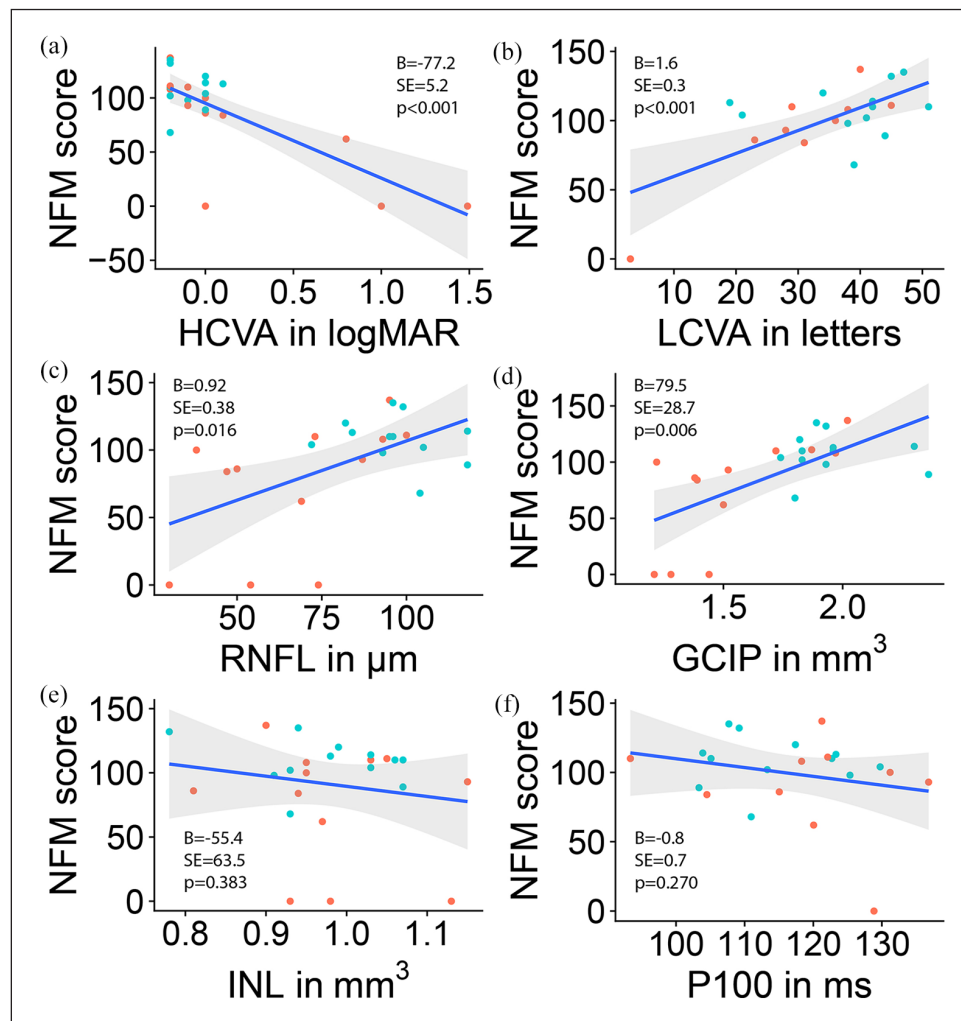 (a)
NFM score
100
50
0
−50
B=-77.2
SE=5.2
p<0.001
0.0 0.5 1.0 1.5
HCVA in logMAR
(b)
NFM score
150
100
50
0
B=1.6
SE=0.3
p<0.001
10 20 30 40 50
LCVA in letters
(c)
NFM score
150
100
50
0
B=0.92
SE=0.38
p=0.016
50 75 100
RNFL in µm
(d)
NFM score
150
100
50
0
B=79.5
SE=28.7
p=0.006
1.5 2.0
GCIP in mm³
(e)
NFM score
150
100
50
0
B=-55.4
SE=63.5
p=0.383
0.8 0.9 1.0 1.1
INL in mm³
(f)
NFM score
150
100
50
0
B=-0.8
SE=0.7
p=0.270
100 110 120 130
P100 in ms